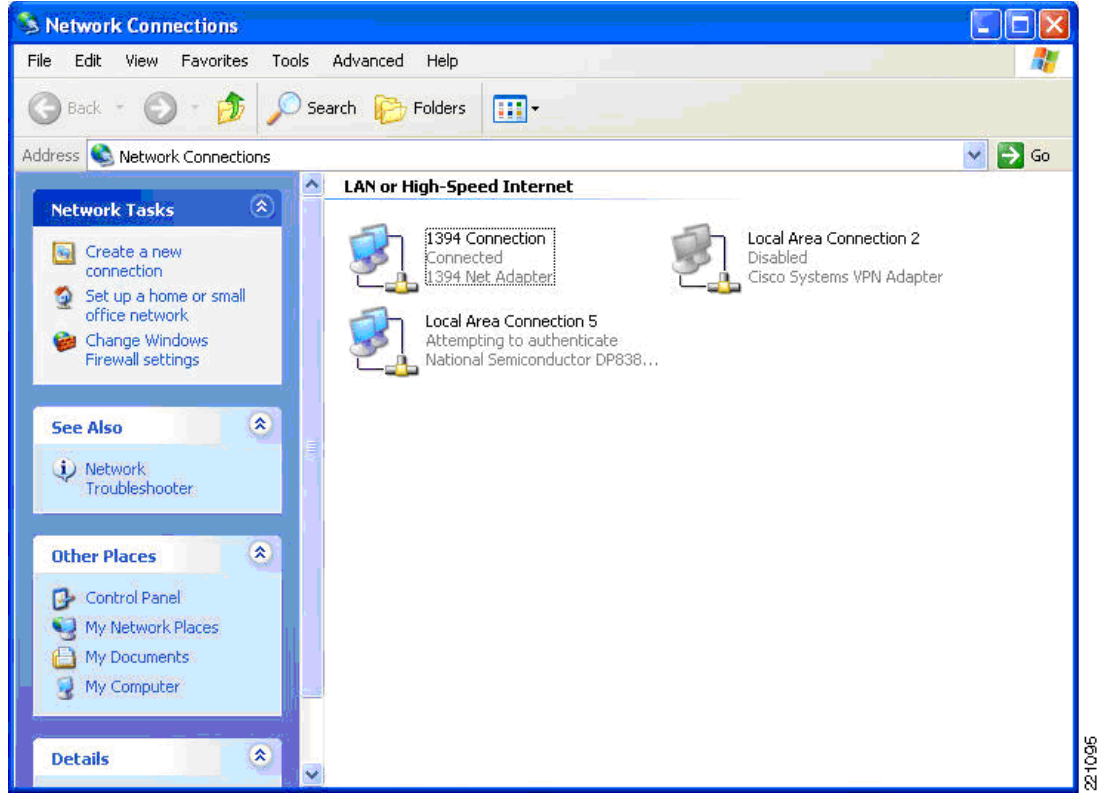 Network Connections
File Edit View Favorites Tools Advanced Help
Back Search Folders
Address Network Connections Go
Network Tasks
Create a new
connection
Set up a home or small
office network
Change Windows
Firewall settings
See Also
Network
Troubleshooter
Other Places
Control Panel
My Network Places
My Documents
My Computer
Details
LAN or High-Speed Internet
1394 Connection
Connected
1394 Net Adapter
Local Area Connection 2
Disabled
Cisco Systems VPN Adapter
Local Area Connection 5
Attempting to authenticate
National Semiconductor DP838...
221095